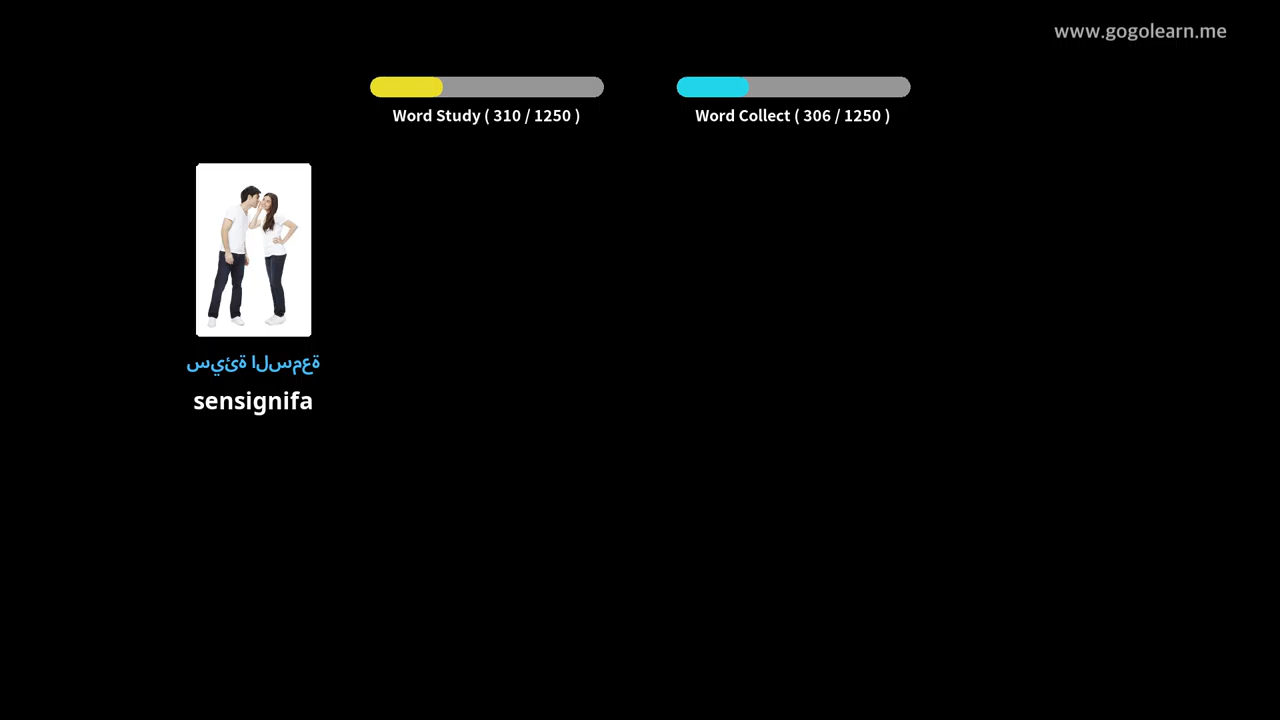 www.gogolearn.me
Word Study ( 310 / 1250 )
Word Collect ( 306 / 1250 )
سيئة السمعة
sensignifa